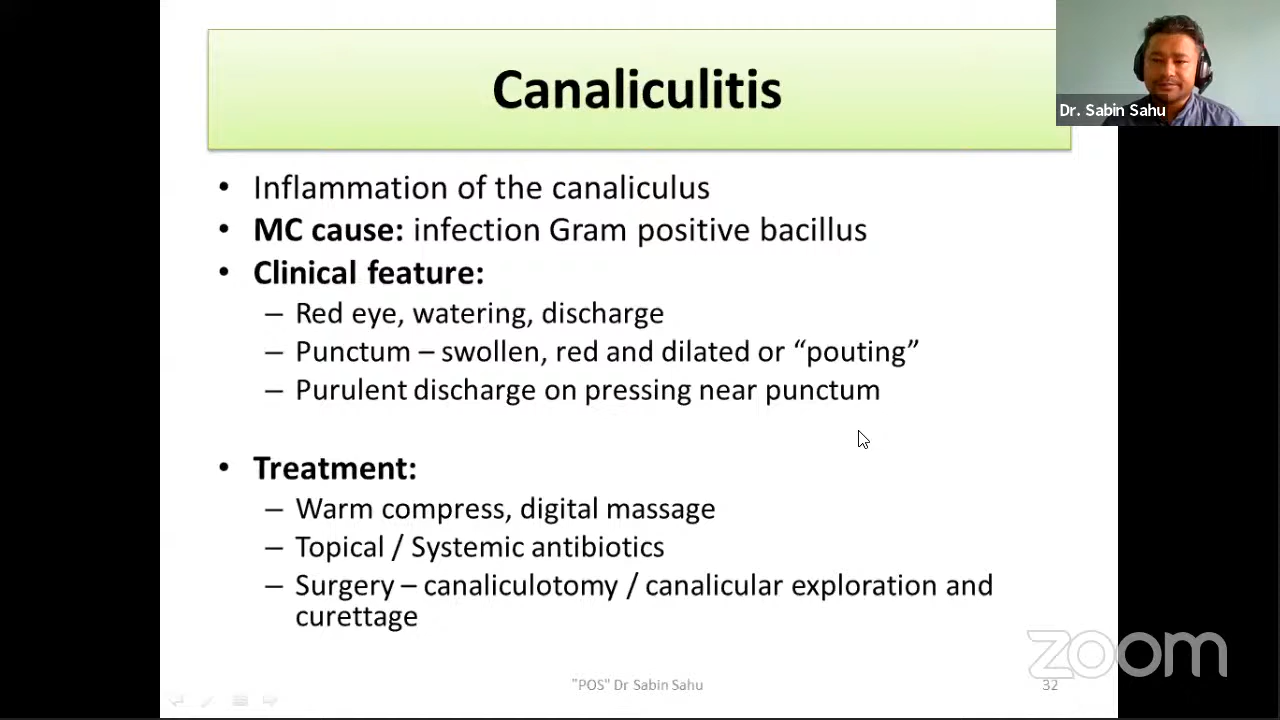 Canaliculitis
Dr. Sabin Sahu
• Inflammation of the canaliculus
• MC cause: infection Gram positive bacillus
• Clinical feature:
– Red eye, watering, discharge
– Punctum – swollen, red and dilated or “pouting”
– Purulent discharge on pressing near punctum
• Treatment:
– Warm compress, digital massage
– Topical / Systemic antibiotics
– Surgery – canaliculotomy / canalicular exploration and
curettage
zoom
"POS" Dr Sabin Sahu
32